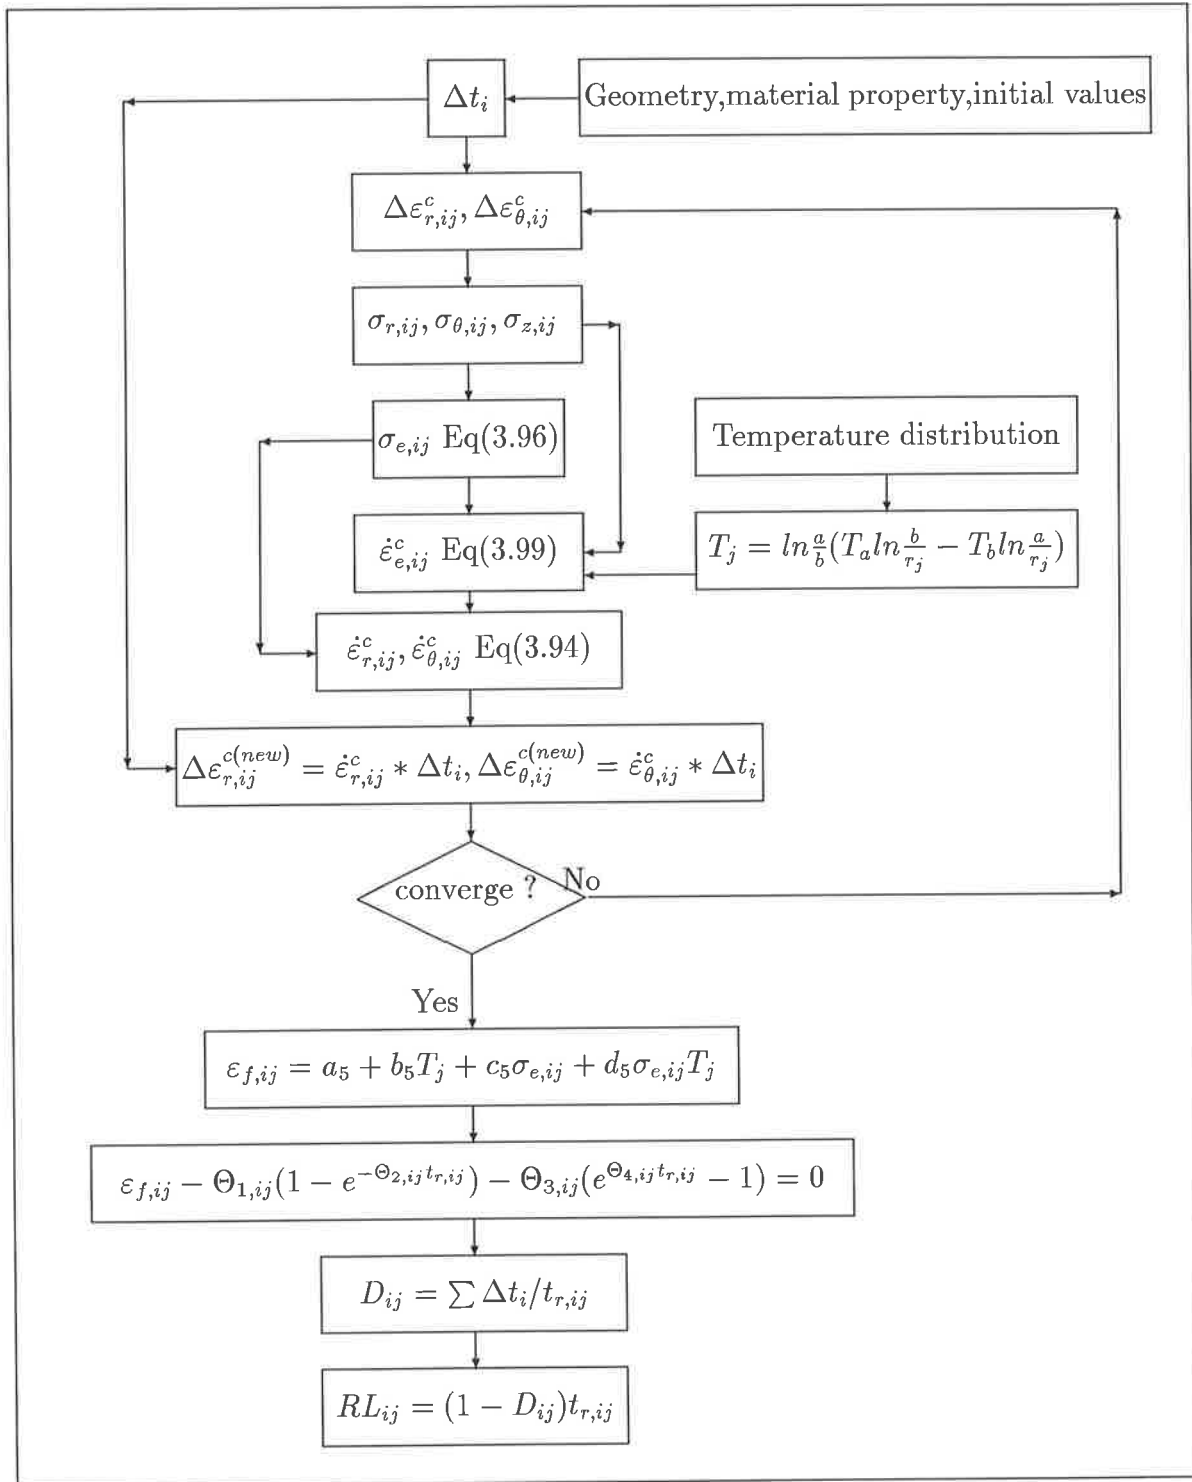 Δt_i
Geometry,material property,initial values
Δε^c_{r,ij}, Δε^c_{θ,ij}
σ_{r,ij}, σ_{θ,ij}, σ_{z,ij}
σ_{e,ij} Eq(3.96)
Temperature distribution
ε̇^c_{e,ij} Eq(3.99)
T_j = ln\frac{a}{b}(T_a ln\frac{b}{r_j} − T_b ln\frac{a}{r_j})
ε̇^c_{r,ij}, ε̇^c_{θ,ij} Eq(3.94)
Δε^{c(new)}_{r,ij} = ε̇^c_{r,ij} * Δt_i, Δε^{c(new)}_{θ,ij} = ε̇^c_{θ,ij} * Δt_i
converge ?
No
Yes
ε_{f,ij} = a_5 + b_5T_j + c_5σ_{e,ij} + d_5σ_{e,ij}T_j
ε_{f,ij} − Θ_{1,ij}(1 − e^{−Θ_{2,ij}t_{r,ij}}) − Θ_{3,ij}(e^{Θ_{4,ij}t_{r,ij}} − 1) = 0
D_{ij} = ∑ Δt_i/t_{r,ij}
RL_{ij} = (1 − D_{ij})t_{r,ij}